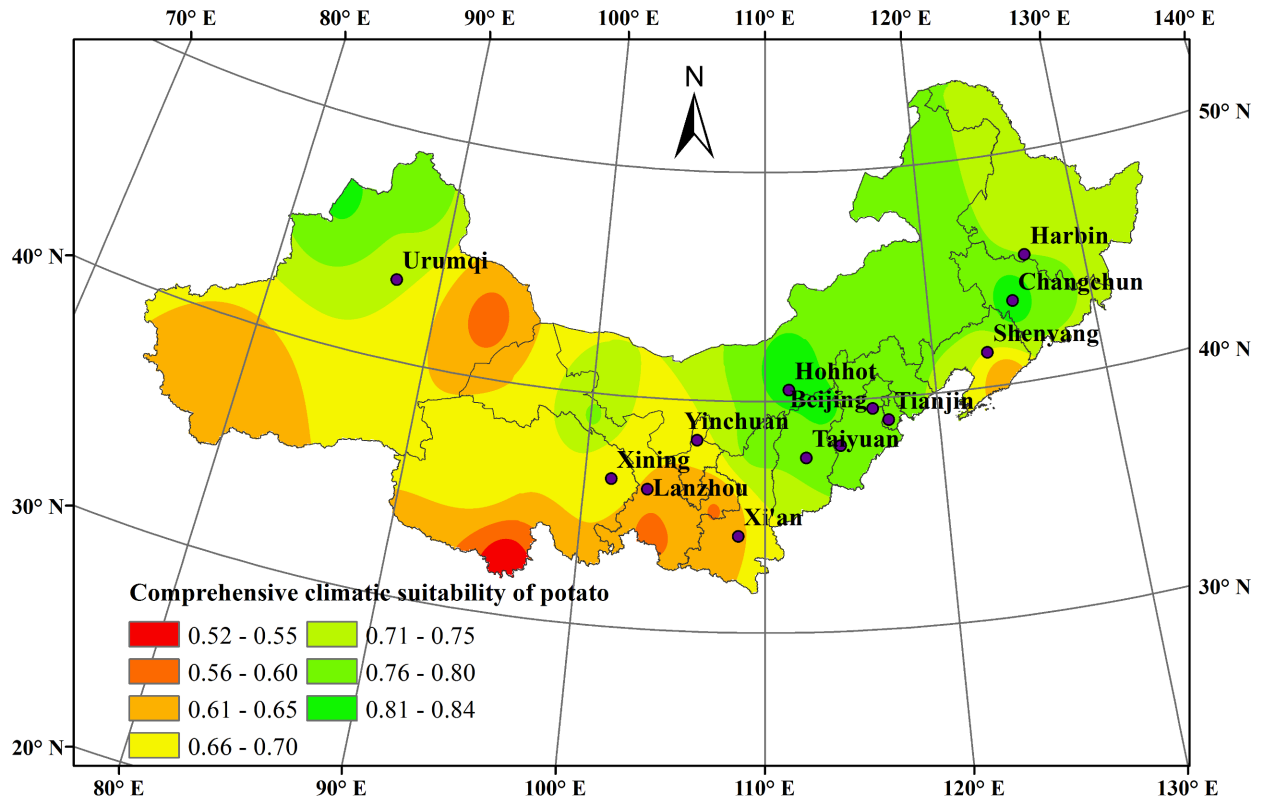 70° E 80° E 90° E 100° E 110° E 120° E 130° E 140° E
N
50° N
Harbin
40° N
Urumqi
Changchun
Shenyang
40° N
Hohhot
Beijing
Tianjin
Yinchuan
Taiyuan
Xining
Lanzhou
30° N
Xi'an
30° N
Comprehensive climatic suitability of potato
0.52 - 0.55 0.71 - 0.75
0.56 - 0.60 0.76 - 0.80
0.61 - 0.65 0.81 - 0.84
0.66 - 0.70
20° N
80° E 90° E 100° E 110° E 120° E 130° E